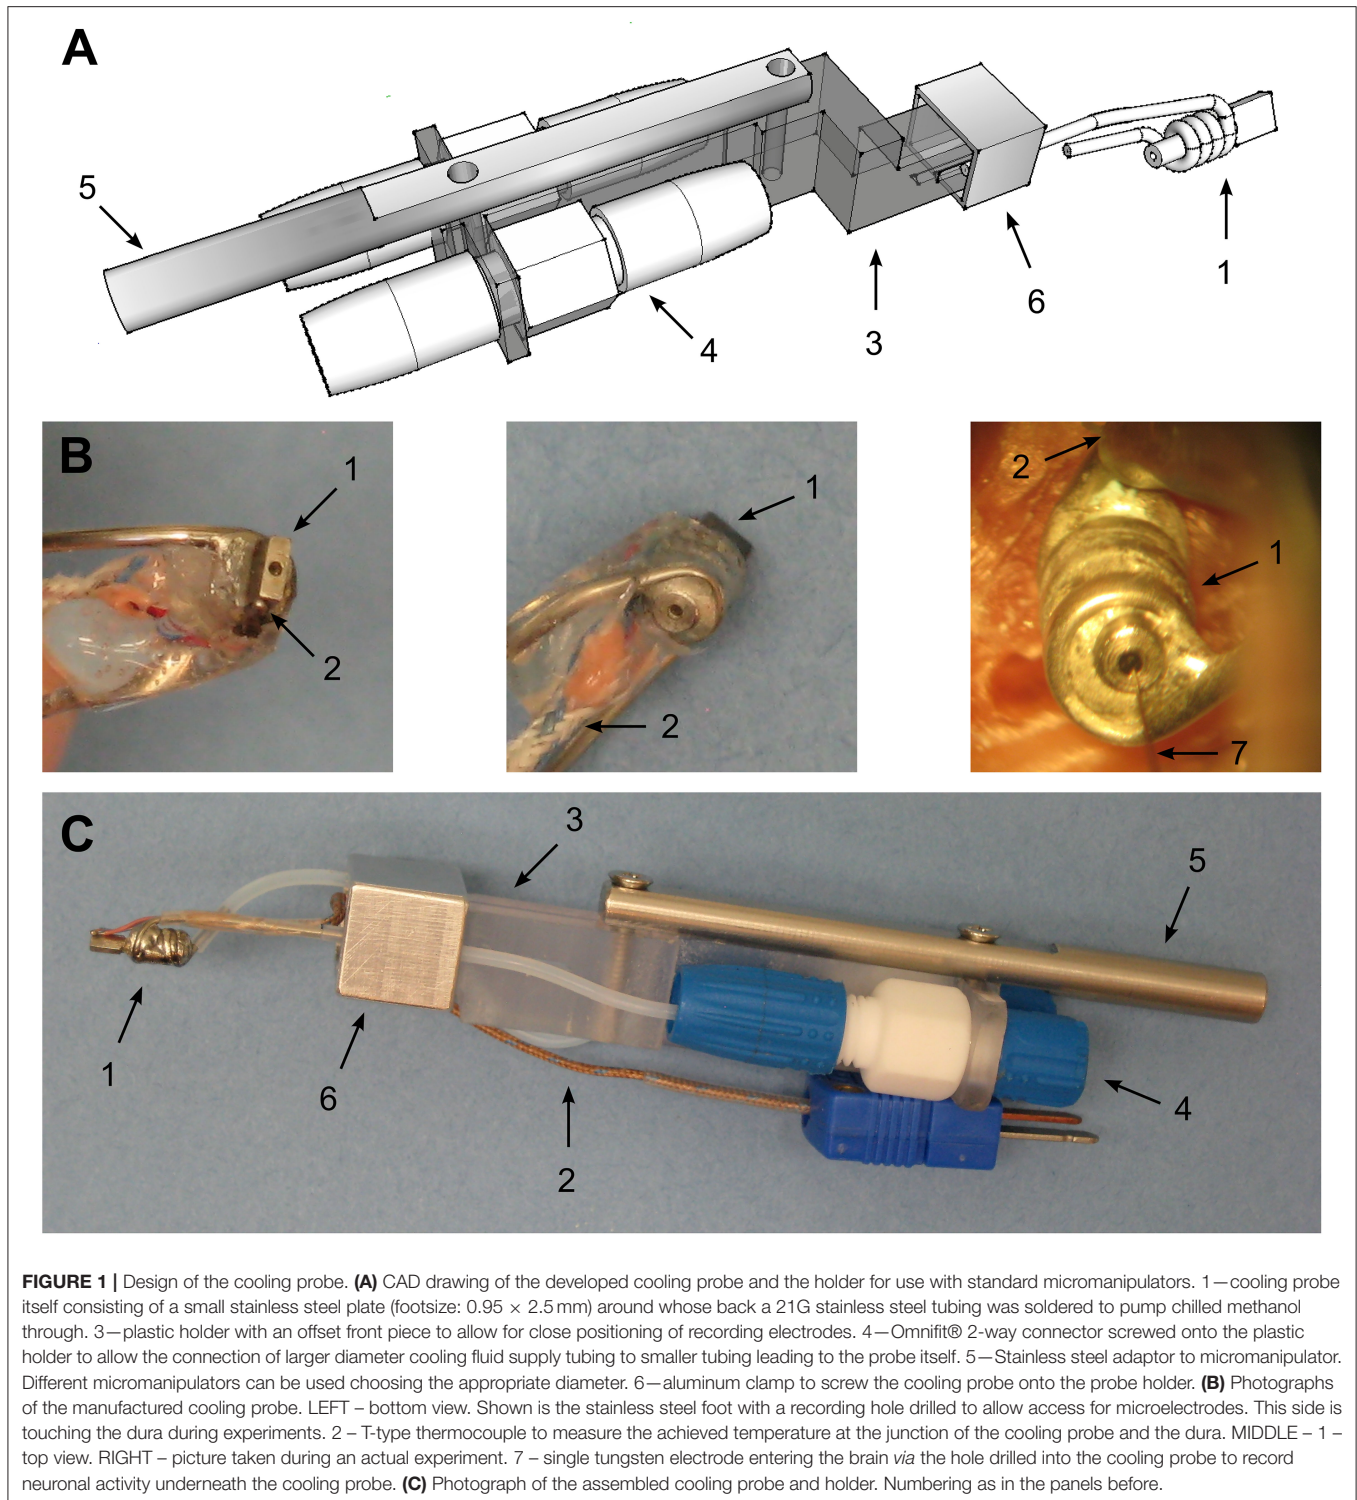 A
5
4
3
6
1
B
1
2
1
2
2
1
7
C
3
5
1
6
2
4
FIGURE 1 | Design of the cooling probe. (A) CAD drawing of the developed cooling probe and the holder for use with standard micromanipulators. 1—cooling probe
itself consisting of a small stainless steel plate (footsize: 0.95 × 2.5 mm) around whose back a 21G stainless steel tubing was soldered to pump chilled methanol
through. 3—plastic holder with an offset front piece to allow for close positioning of recording electrodes. 4—Omnifit® 2-way connector screwed onto the plastic
holder to allow the connection of larger diameter cooling fluid supply tubing to smaller tubing leading to the probe itself. 5—Stainless steel adaptor to micromanipulator.
Different micromanipulators can be used choosing the appropriate diameter. 6—aluminum clamp to screw the cooling probe onto the probe holder. (B) Photographs
of the manufactured cooling probe. LEFT – bottom view. Shown is the stainless steel foot with a recording hole drilled to allow access for microelectrodes. This side is
touching the dura during experiments. 2 – T-type thermocouple to measure the achieved temperature at the junction of the cooling probe and the dura. MIDDLE – 1 –
top view. RIGHT – picture taken during an actual experiment. 7 – single tungsten electrode entering the brain via the hole drilled into the cooling probe to record
neuronal activity underneath the cooling probe. (C) Photograph of the assembled cooling probe and holder. Numbering as in the panels before.